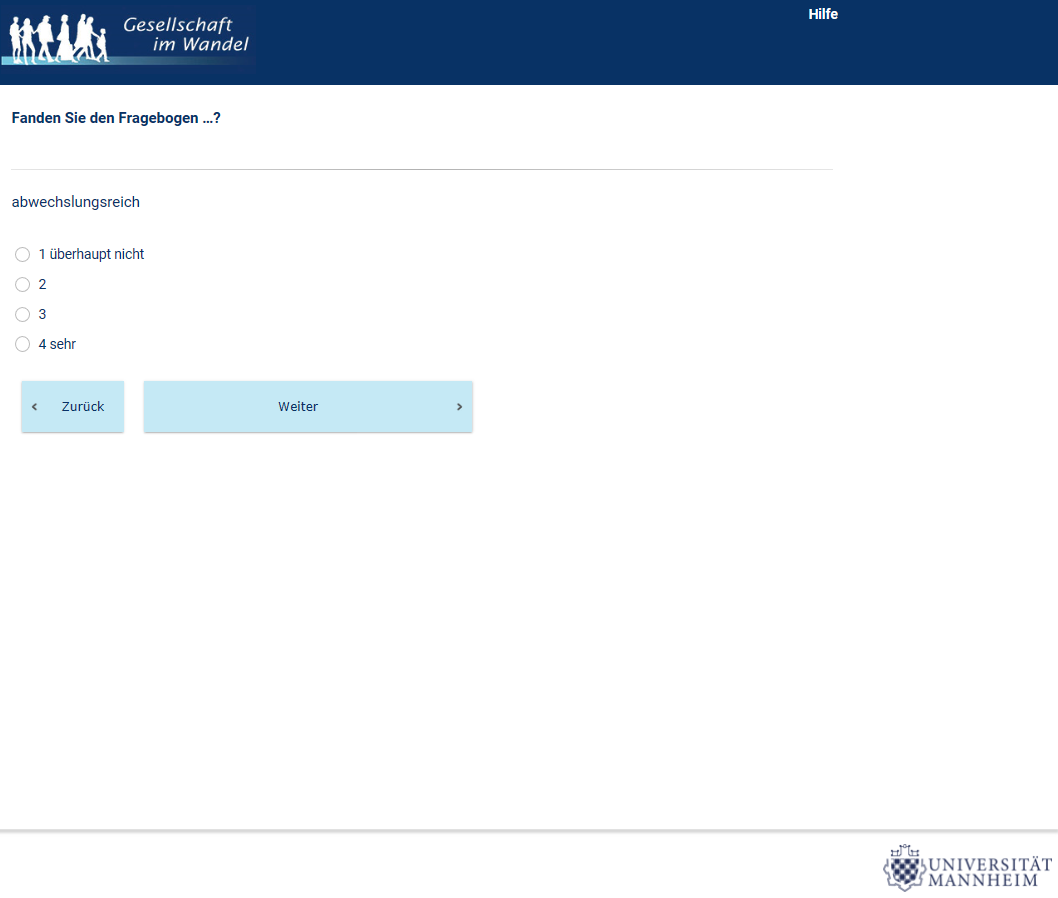 Gesellschaft
im Wandel
Hilfe
Fanden Sie den Fragebogen ...?
abwechslungsreich
1 überhaupt nicht
2
3
4 sehr
Zurück
Weiter
UNIVERSITÄT
MANNHEIM